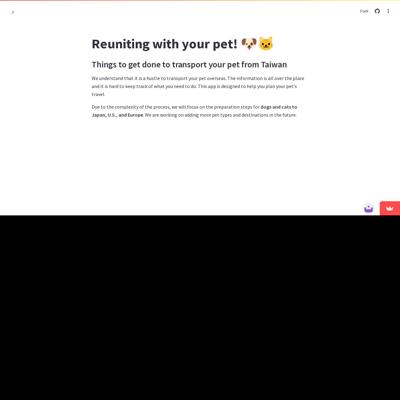 Fork
Reuniting with your pet! 🐶🐱
Things to get done to transport your pet from Taiwan
We understand that it is a hustle to transport your pet overseas. The information is all over the place
and it is hard to keep track of what you need to do. This app is designed to help you plan your pet's
travel.
Due to the complexity of the process, we will focus on the preparation steps for dogs and cats to
Japan, U.S., and Europe. We are working on adding more pet types and destinations in the future.